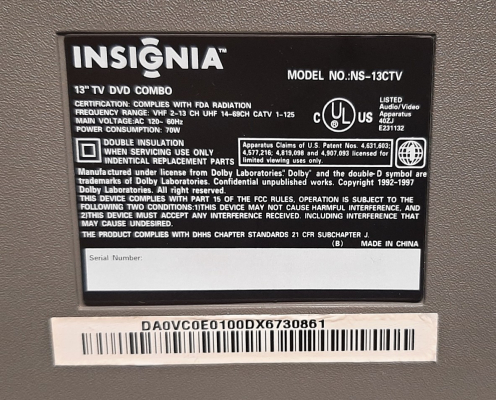 INSIGNIA™
MODEL NO.:NS-13CTV
13" TV DVD COMBO
CERTIFICATION: COMPLIES WITH FDA RADIATION
FREQUENCY RANGE: VHF 2-13 CH UHF 14-69CH CATV 1-125
MAIN VOLTAGE:AC 120~ 60Hz
POWER CONSUMPTION: 70W
C UL US
LISTED
Audio/Video
Apparatus
40ZJ
E231132
DOUBLE INSULATION
WHEN SERVICING USE ONLY
INDENTICAL REPLACEMENT PARTS
Apparatus Claims of U.S. Patent Nos. 4,631,603;
4,577,216; 4,819,098 and 4,907,093 licensed for
limited viewing uses only.
Manufactured under license from Dolby Laboratories."Dolby" and the double-D symbol are
trademarks of Dolby Laboratories. Confidential unpublished works. Copyright 1992-1997
Dolby Laboratories. All right reserved.
THIS DEVICE COMPLIES WITH PART 15 OF THE FCC RULES, OPERATION IS SUBJECT TO THE
FOLLOWING TWO CONDITIONS:1)THIS DEVICE MAY NOT CAUSE HARMFUL INTERFERENCE, AND
2)THIS DEVICE MUST ACCEPT ANY INTERFERENCE RECEIVED. INCLUDING INTERFERENCE THAT
MAY CAUSE UNDESIRED.
THE PRODUCT COMPLIES WITH DHHS CHAPTER STANDARDS 21 CFR SUBCHAPTER J.
(B) MADE IN CHINA
Serial Number:
DA0VC0E0100DX6730861